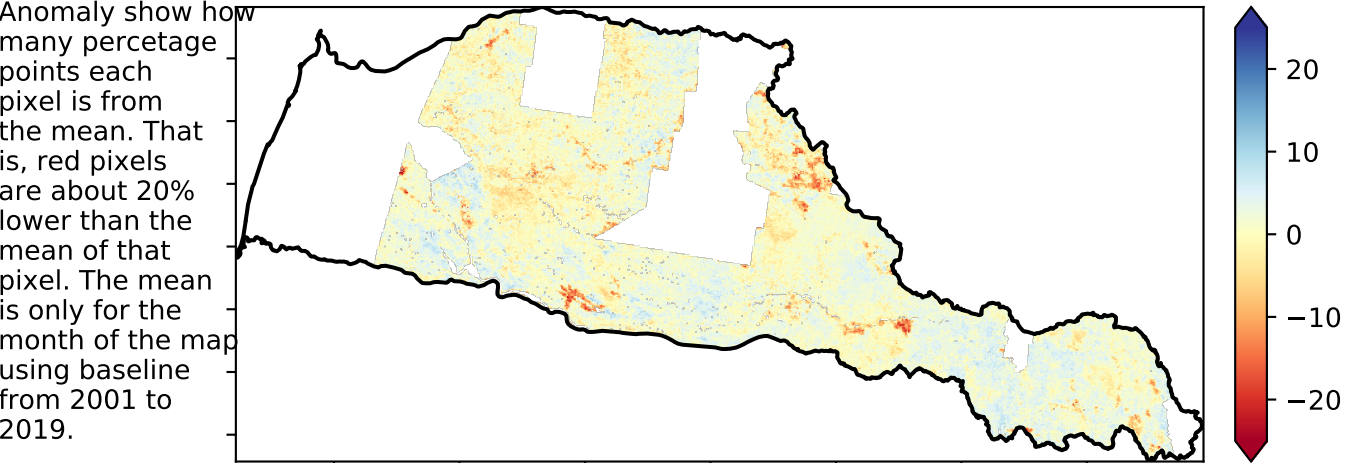 Anomaly show how
many percetage
points each
pixel is from
the mean. That
is, red pixels
are about 20%
lower than the
mean of that
pixel. The mean
is only for the
month of the map
using baseline
from 2001 to
2019.
20
10
0
−10
−20